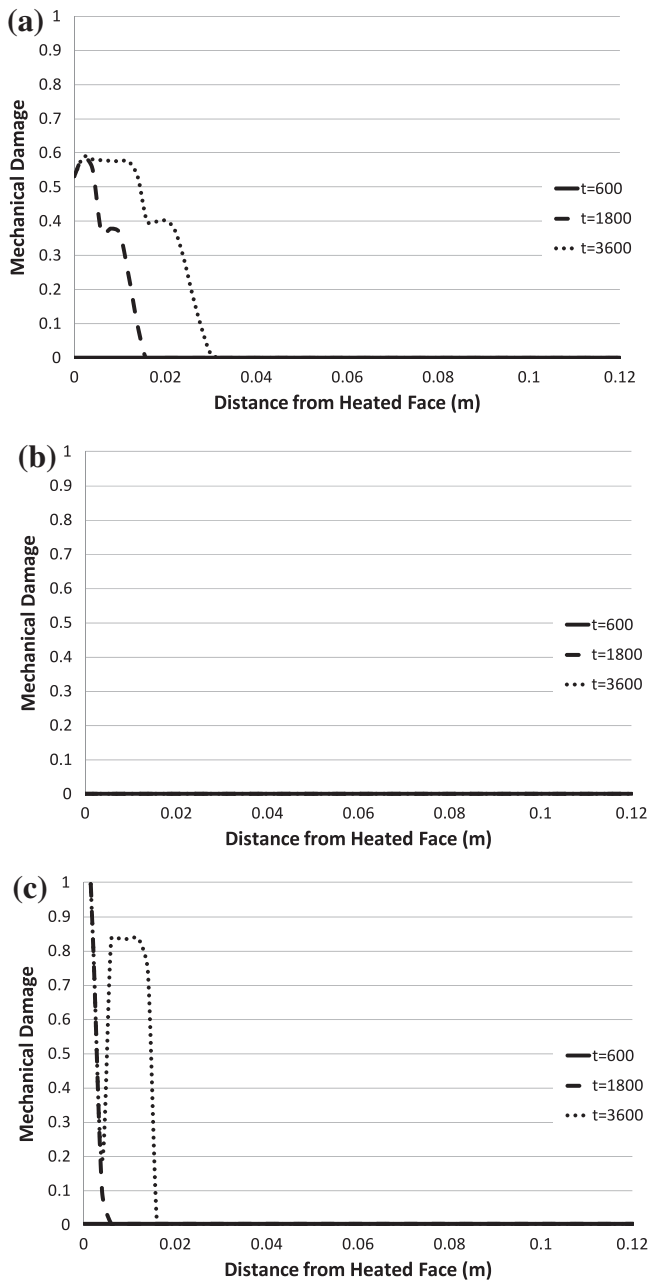 (a)
1
0.9
0.8
0.7
0.6
0.5
0.4
0.3
0.2
0.1
0
Mechanical Damage
t=600
t=1800
t=3600
0 0.02 0.04 0.06 0.08 0.1 0.12
Distance from Heated Face (m)
(b)
1
0.9
0.8
0.7
0.6
0.5
0.4
0.3
0.2
0.1
0
Mechanical Damage
t=600
t=1800
t=3600
0 0.02 0.04 0.06 0.08 0.1 0.12
Distance from Heated Face (m)
(c)
1
0.9
0.8
0.7
0.6
0.5
0.4
0.3
0.2
0.1
0
Mechanical Damage
t=600
t=1800
t=3600
0 0.02 0.04 0.06 0.08 0.1 0.12
Distance from Heated Face (m)